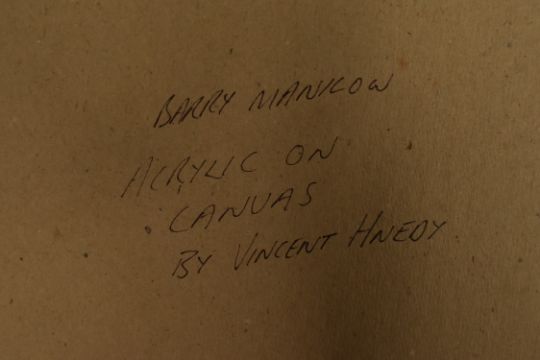 BARRY MANILOW
ACRYLIC ON
CANVAS
BY VINCENT HNEDY